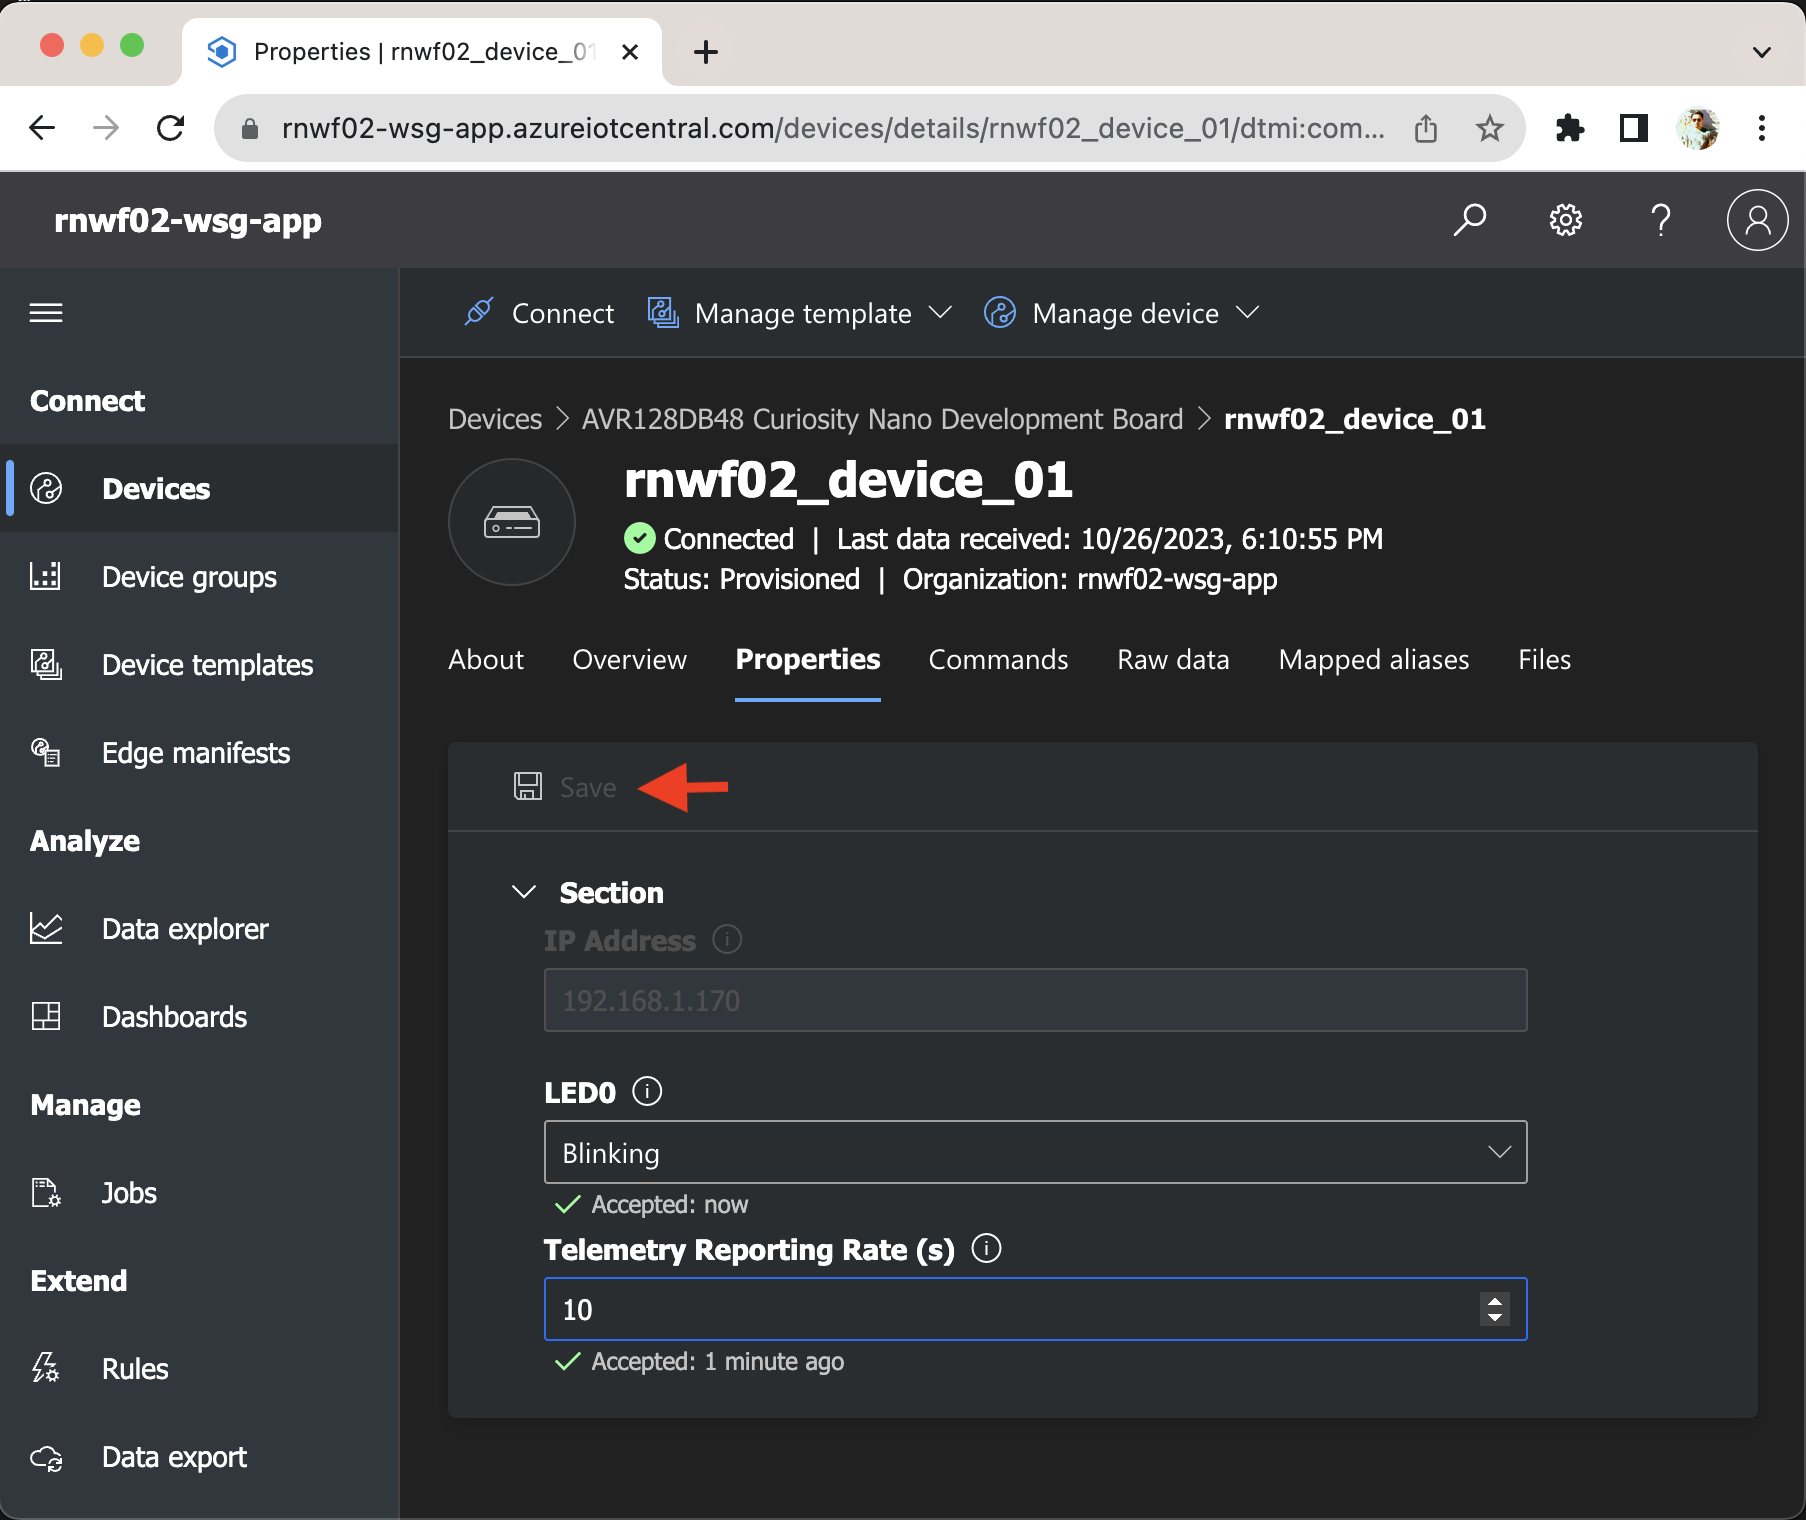 Properties | rnwf02_device_01
rnwf02-wsg-app.azureiotcentral.com/devices/details/rnwf02_device_01/dtmi:com...
rnwf02-wsg-app
Connect
Manage template
Manage device
Connect
Devices
Device groups
Device templates
Edge manifests
Analyze
Data explorer
Dashboards
Manage
Jobs
Extend
Rules
Data export
Devices > AVR128DB48 Curiosity Nano Development Board > rnwf02_device_01
rnwf02_device_01
Connected | Last data received: 10/26/2023, 6:10:55 PM
Status: Provisioned | Organization: rnwf02-wsg-app
About Overview Properties Commands Raw data Mapped aliases Files
Save
Section
IP Address
192.168.1.170
LED0
Blinking
Accepted: now
Telemetry Reporting Rate (s)
10
Accepted: 1 minute ago